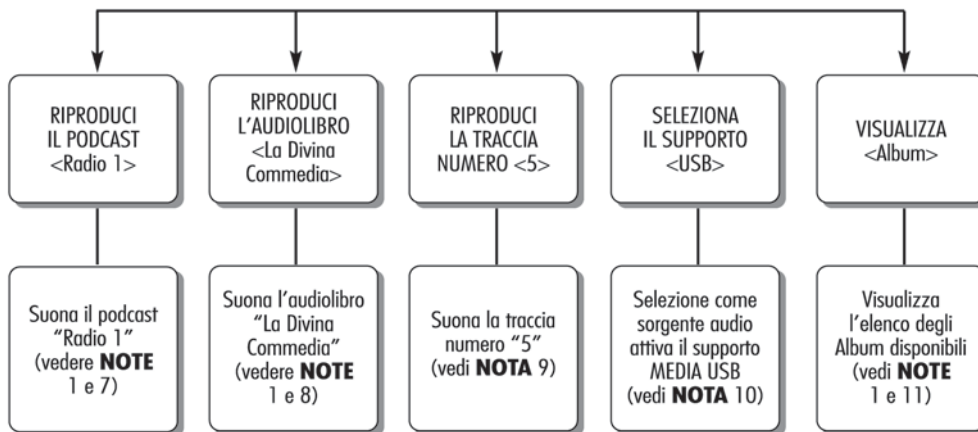 RIPRODUCI
IL PODCAST
<Radio 1>
RIPRODUCI
L'AUDIOLIBRO
<La Divina
Commedia>
RIPRODUCI
LA TRACCIA
NUMERO <5>
SELEZIONA
IL SUPPORTO
<USB>
VISUALIZZA
<Album>
Suona il podcast
“Radio 1”
(vedere NOTE
1 e 7)
Suona l'audiolibro
“La Divina
Commedia”
(vedere NOTE
1 e 8)
Suona la traccia
numero “5”
(vedi NOTA 9)
Selezione come
sorgente audio
attiva il supporto
MEDIA USB
(vedi NOTA 10)
Visualizza
l'elenco degli
Album disponibili
(vedi NOTE
1 e 11)